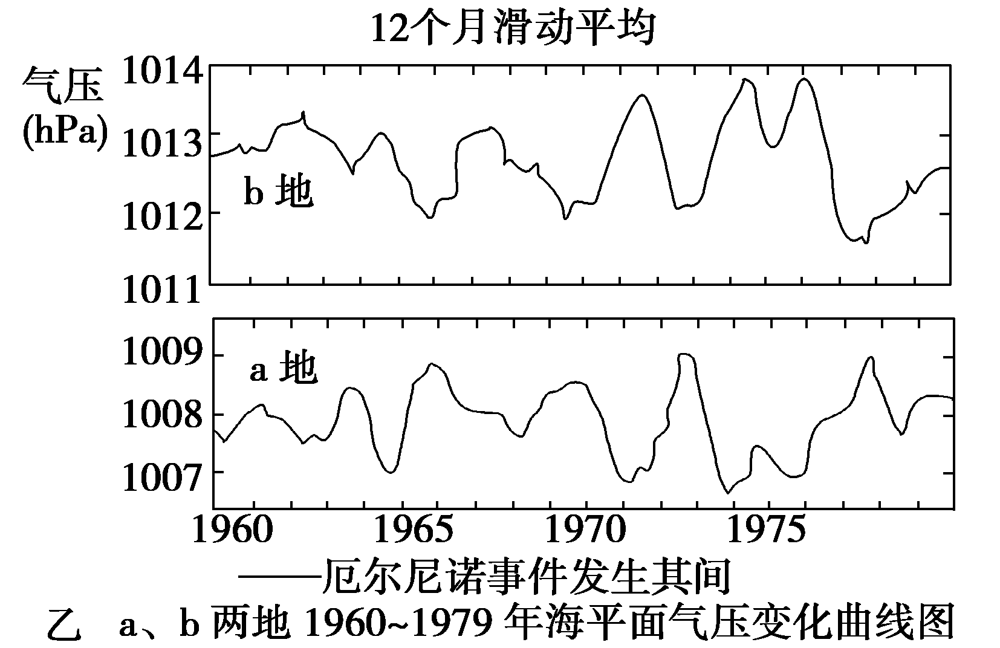 12个月滑动平均
气压
(hPa)
1014
1013
1012
1011
b 地
1009
1008
1007
a 地
1960 1965 1970 1975
——厄尔尼诺事件发生其间
乙 a、b 两地 1960~1979 年海平面气压变化曲线图